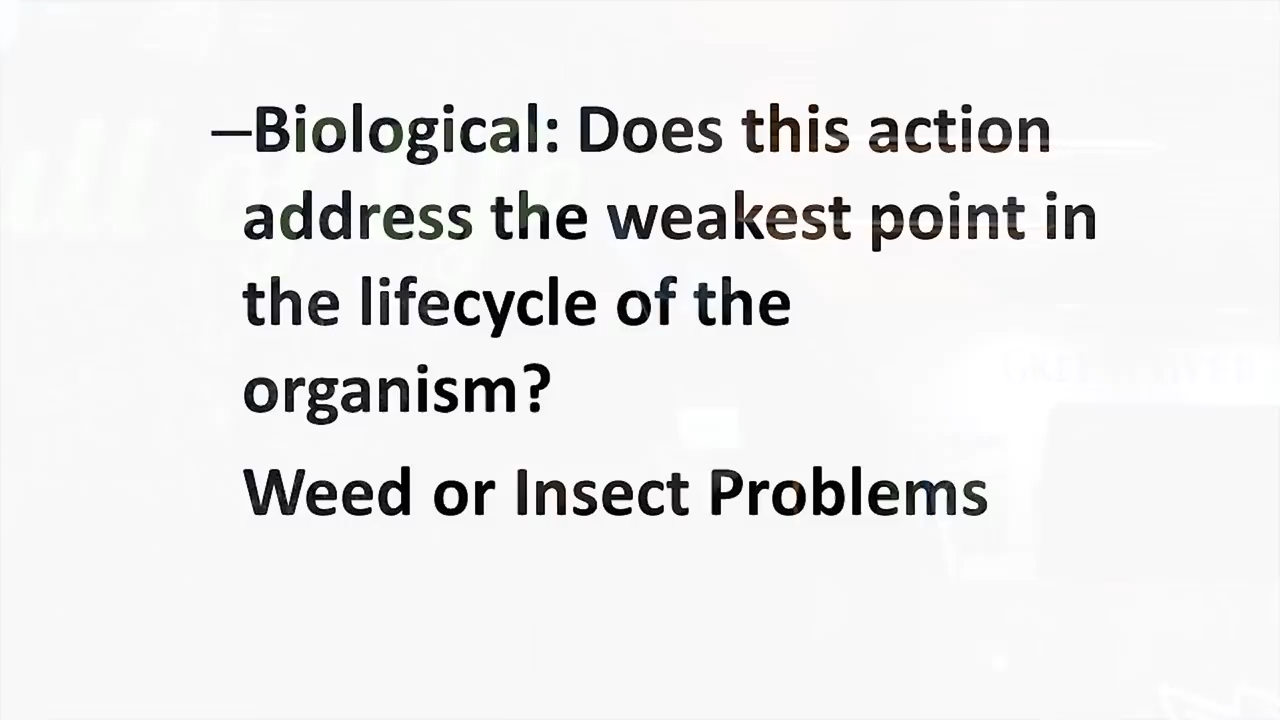 –Biological: Does this action
address the weakest point in
the lifecycle of the
organism?
Weed or Insect Problems